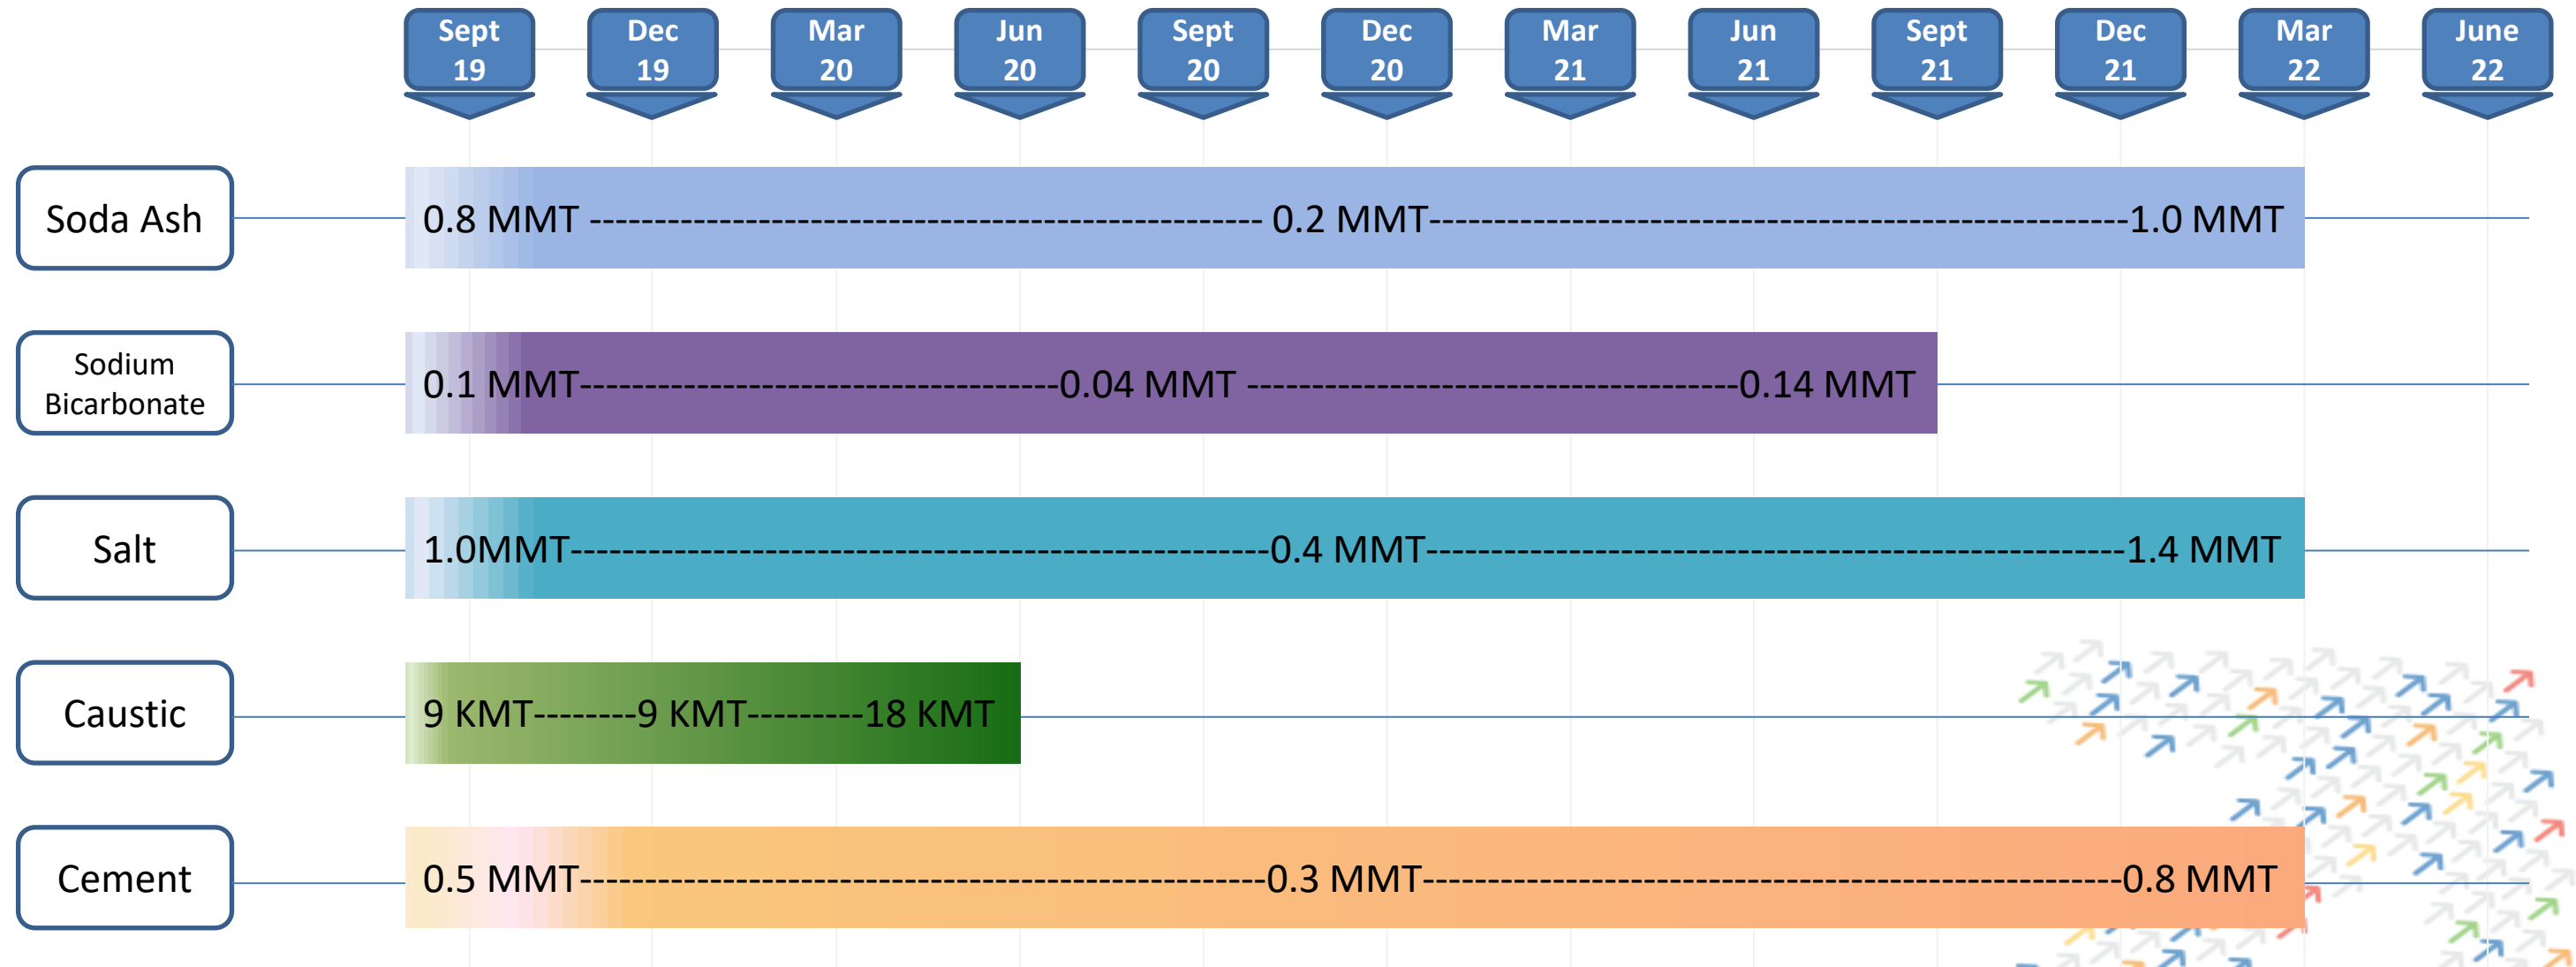 Sept
19
Dec
19
Mar
20
Jun
20
Sept
20
Dec
20
Mar
21
Jun
21
Sept
21
Dec
21
Mar
22
June
22
Soda Ash
0.8 MMT ---------------------------------------------------- 0.2 MMT------------------------------------------------------1.0 MMT
Sodium
Bicarbonate
0.1 MMT-------------------------------------0.04 MMT --------------------------------------0.14 MMT
Salt
1.0MMT------------------------------------------------------0.4 MMT------------------------------------------------------1.4 MMT
Caustic
9 KMT--------9 KMT---------18 KMT
Cement
0.5 MMT-----------------------------------------------------0.3 MMT------------------------------------------------------0.8 MMT